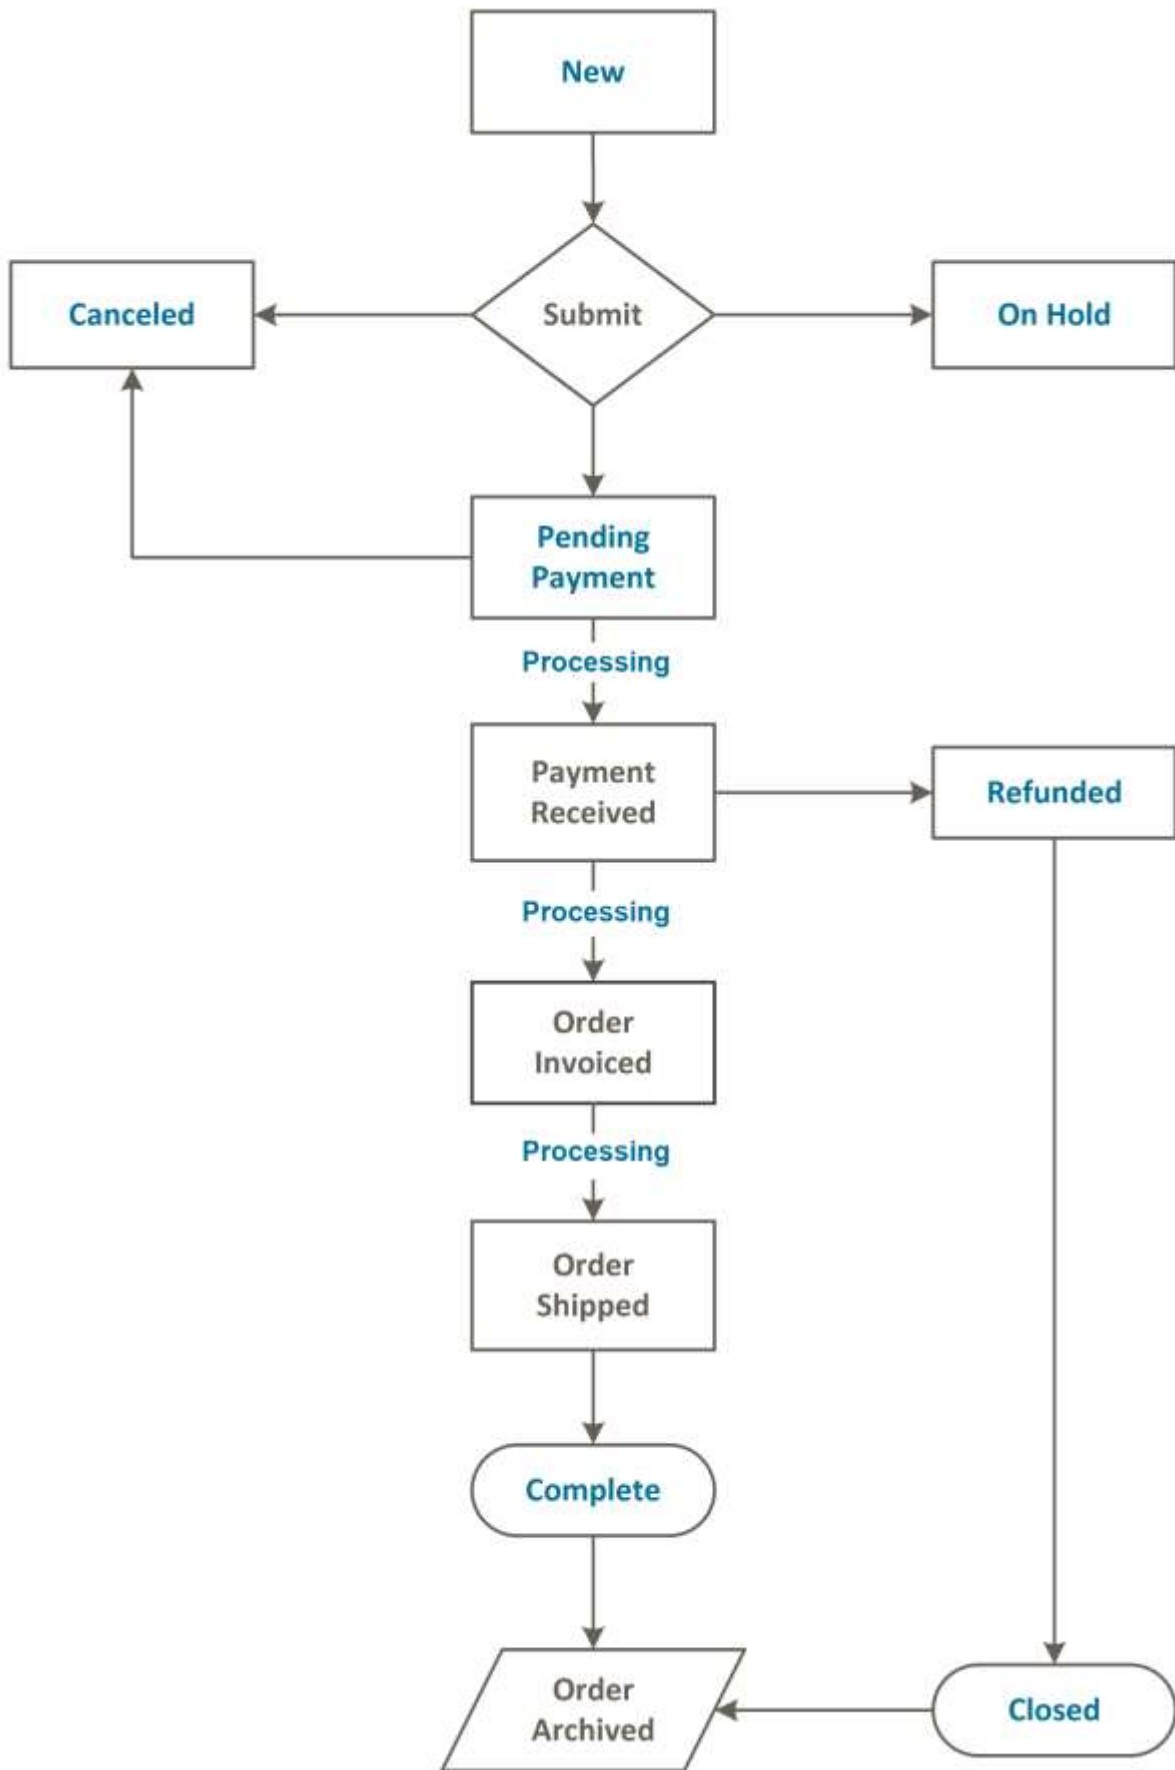 New
Canceled
Submit
On Hold
Pending
Payment
Processing
Payment
Received
Refunded
Processing
Order
Invoiced
Processing
Order
Shipped
Complete
Order
Archived
Closed